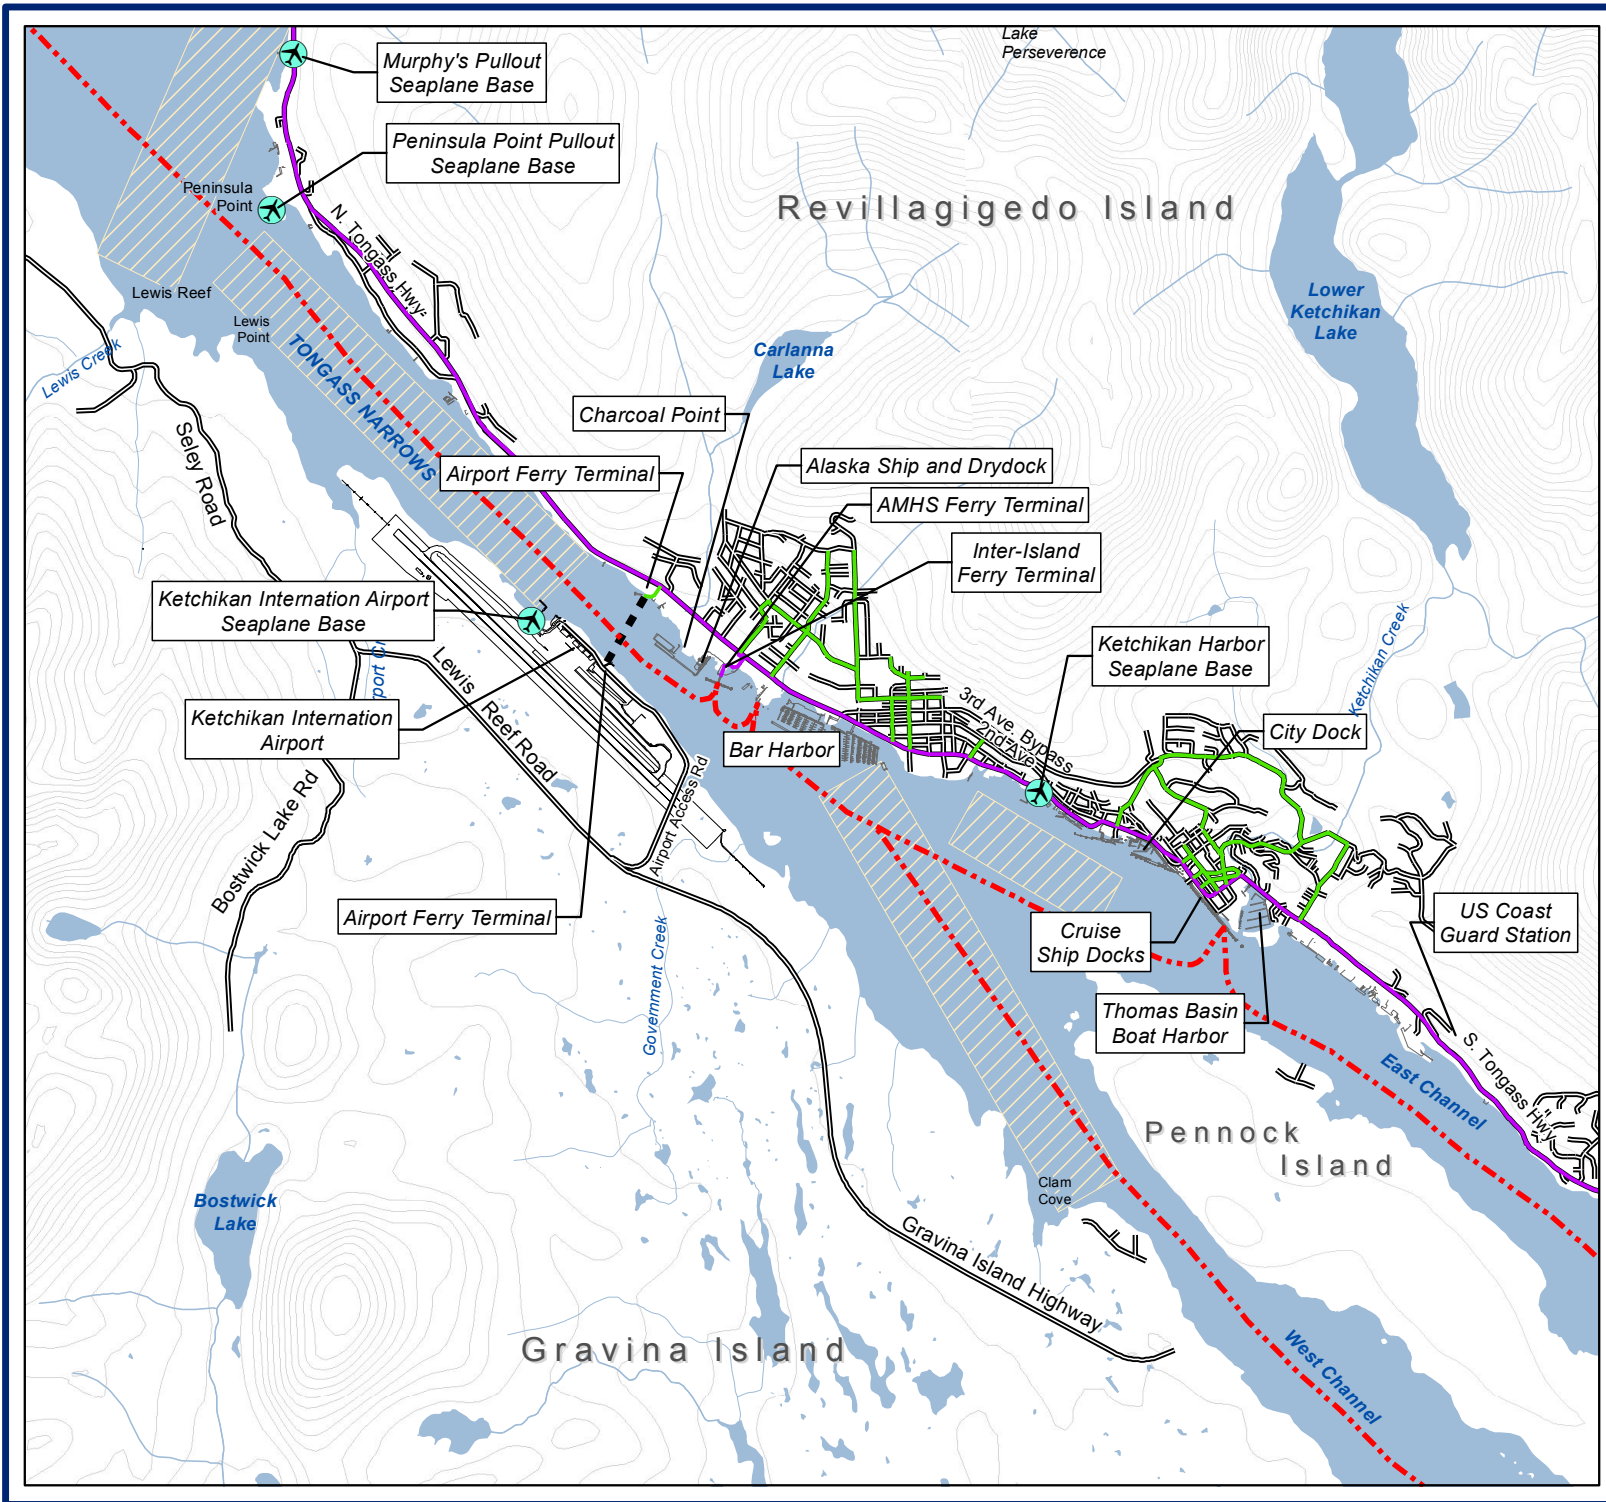 Lake
Perseverence
Murphy's Pullout
Seaplane Base
Peninsula Point Pullout
Seaplane Base
Peninsula
Point
Revillagigedo Island
N. Tongass Hwy
Lewis Reef
Lewis
Point
Lower
Ketchikan
Lake
TONGASS NARROWS
Lewis Creek
Carlanna
Lake
Charcoal Point
Seley Road
Airport Ferry Terminal
Alaska Ship and Drydock
AMHS Ferry Terminal
Inter-Island
Ferry Terminal
Ketchikan Internation Airport
Seaplane Base
Ketchikan Creek
Ketchikan Harbor
Seaplane Base
port Cr
Lewis Reef Road
Ketchikan Internation
Airport
3rd Ave. Bypass
2nd Ave
City Dock
Bar Harbor
Bostwick Lake Rd
Airport Access Rd
Airport Ferry Terminal
US Coast
Guard Station
Cruise
Ship Docks
Government Creek
Thomas Basin
Boat Harbor
S. Tongass Hwy
East Channel
Pennock
Island
Clam
Cove
Bostwick
Lake
Gravina Island Highway
Gravina Island
West Channel